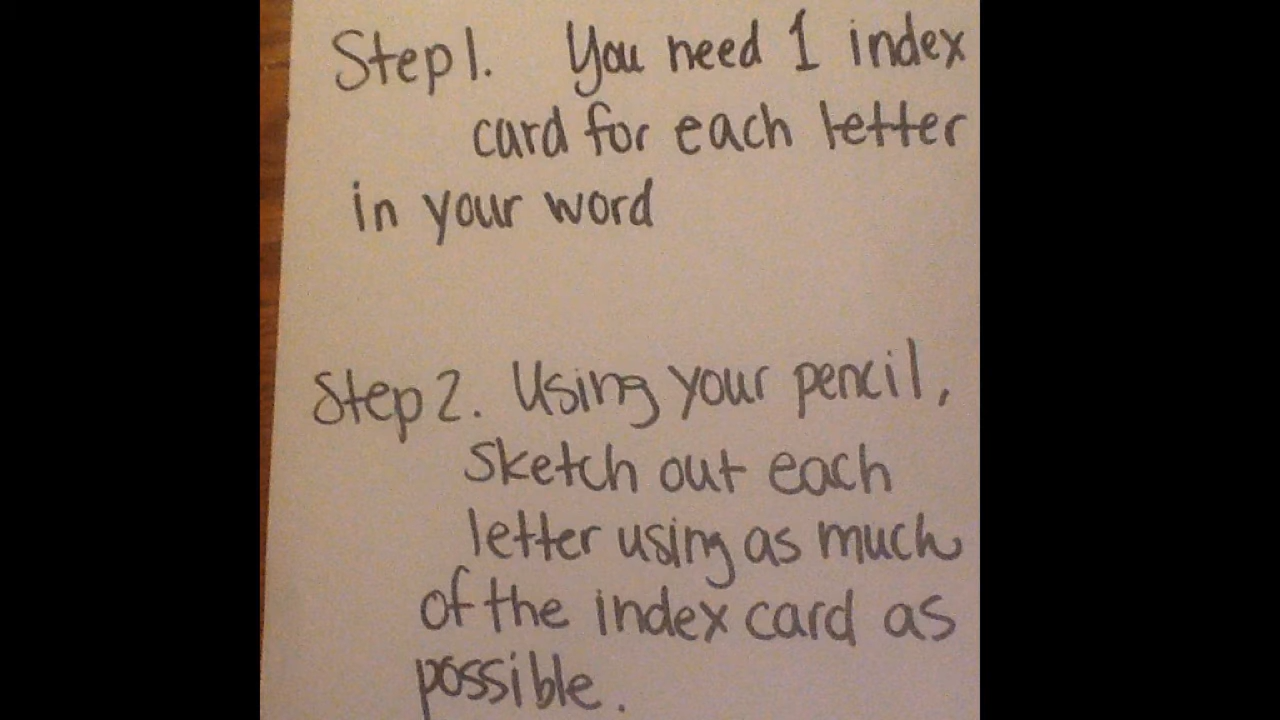 Step 1. You need 1 index
card for each letter
in your word
Step 2. Using your pencil,
sketch out each
letter using as much
of the index card as
possible.